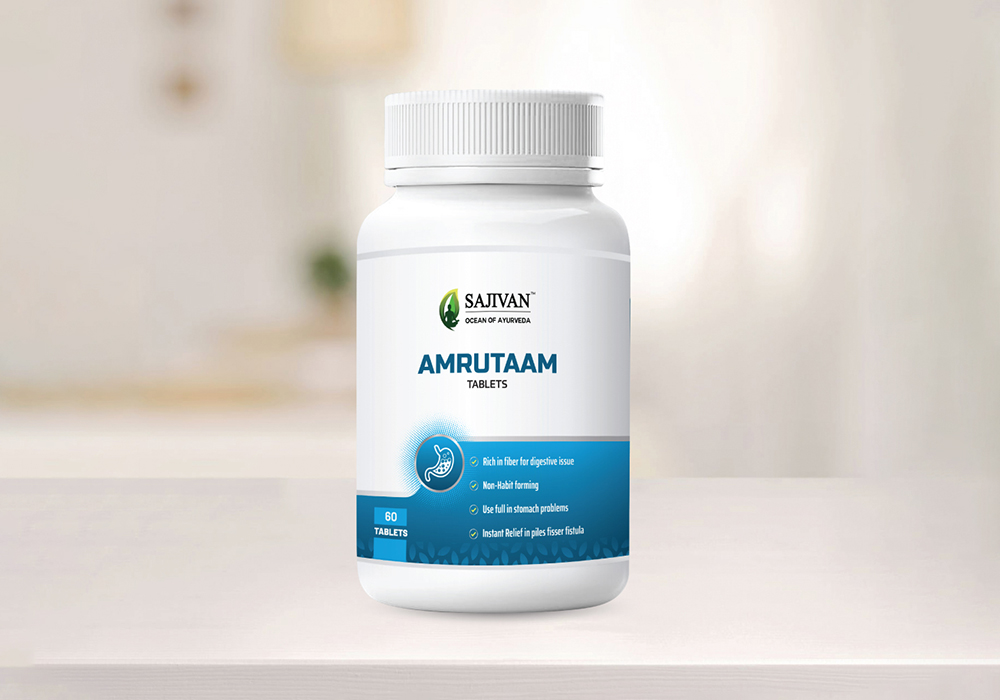 SAJIVAN™
OCEAN OF AYURVEDA
AMRUTAAM
TABLETS
Rich in fiber for digestive issue
Non-Habit forming
Use full in stomach problems
Instant Relief in piles fisser fistula
60
TABLETS